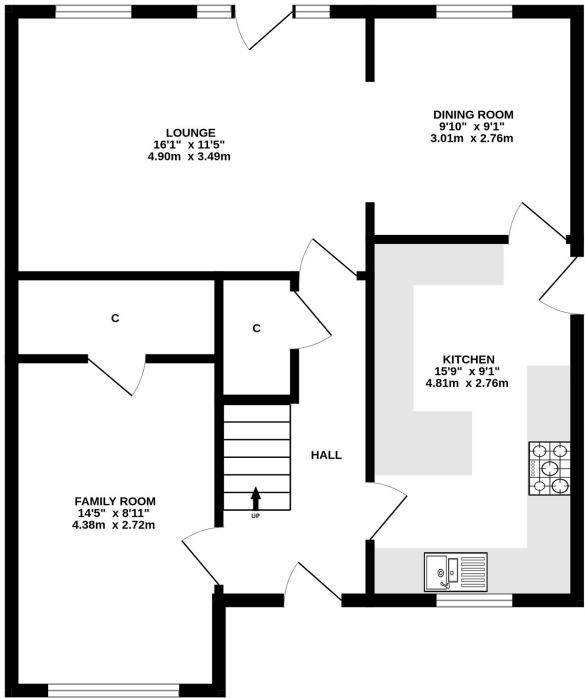 LOUNGE
16'1" x 11'5"
4.90m x 3.49m
DINING ROOM
9'10" x 9'1"
3.01m x 2.76m
C
C
KITCHEN
15'9" x 9'1"
4.81m x 2.76m
HALL
FAMILY ROOM
14'5" x 8'11"
4.38m x 2.72m
UP